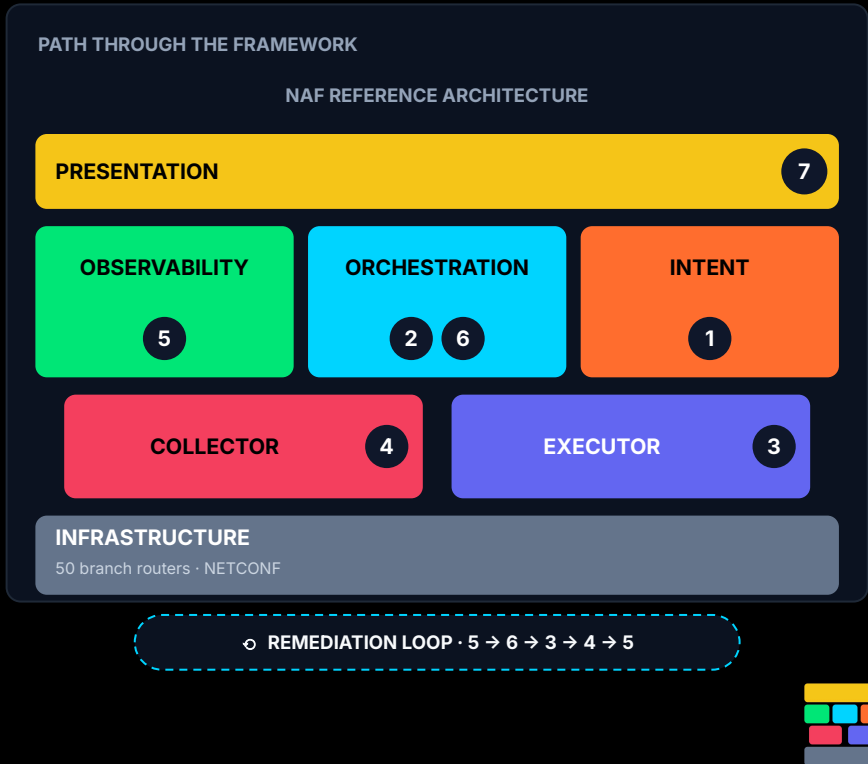 PATH THROUGH THE FRAMEWORK
NAF REFERENCE ARCHITECTURE
PRESENTATION 7
OBSERVABILITY
5
ORCHESTRATION
2 6
INTENT
1
COLLECTOR 4
EXECUTOR 3
INFRASTRUCTURE
50 branch routers · NETCONF
⟲ REMEDIATION LOOP · 5 → 6 → 3 → 4 → 5